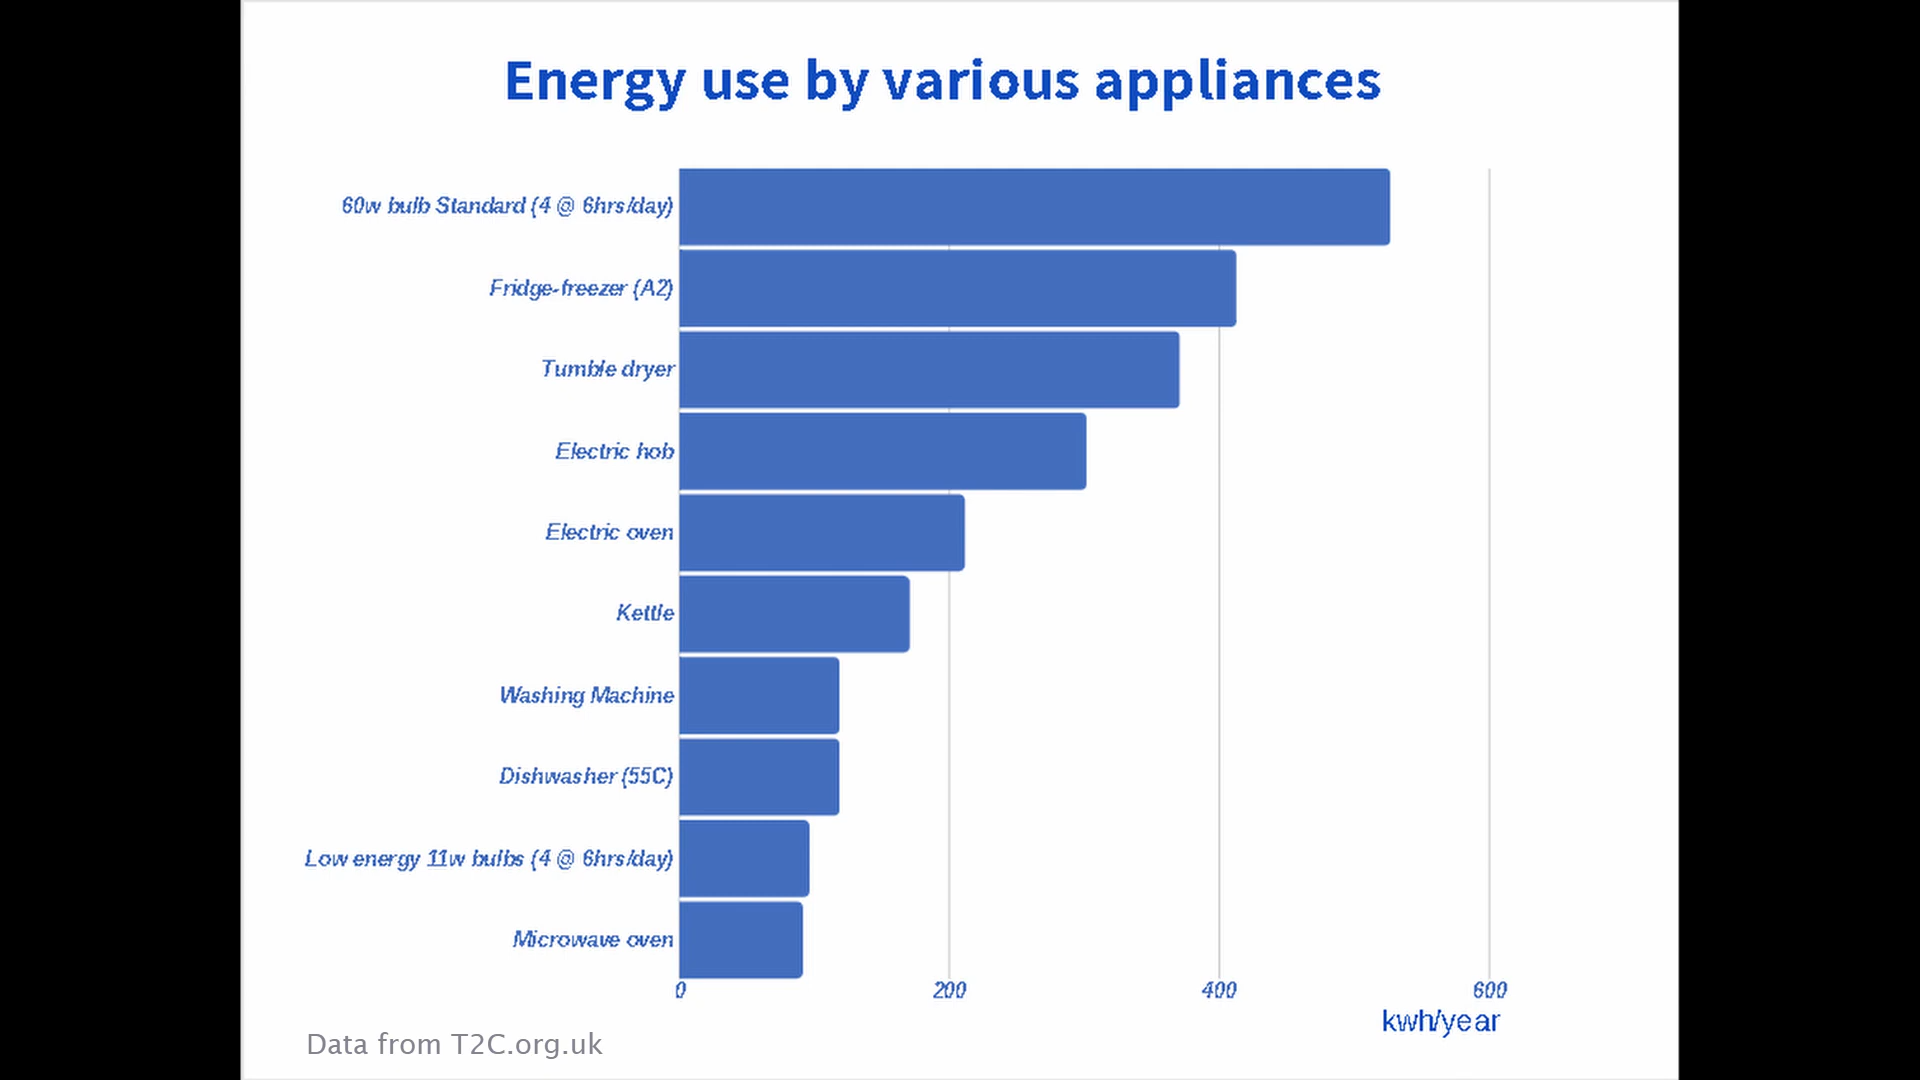 Energy use by various appliances
60w bulb Standard (4 @ 6hrs/day)
Fridge-freezer (A2)
Tumble dryer
Electric hob
Electric oven
Kettle
Washing Machine
Dishwasher (55C)
Low energy 11w bulbs (4 @ 6hrs/day)
Microwave oven
0 200 400 600
kwh/year
Data from T2C.org.uk